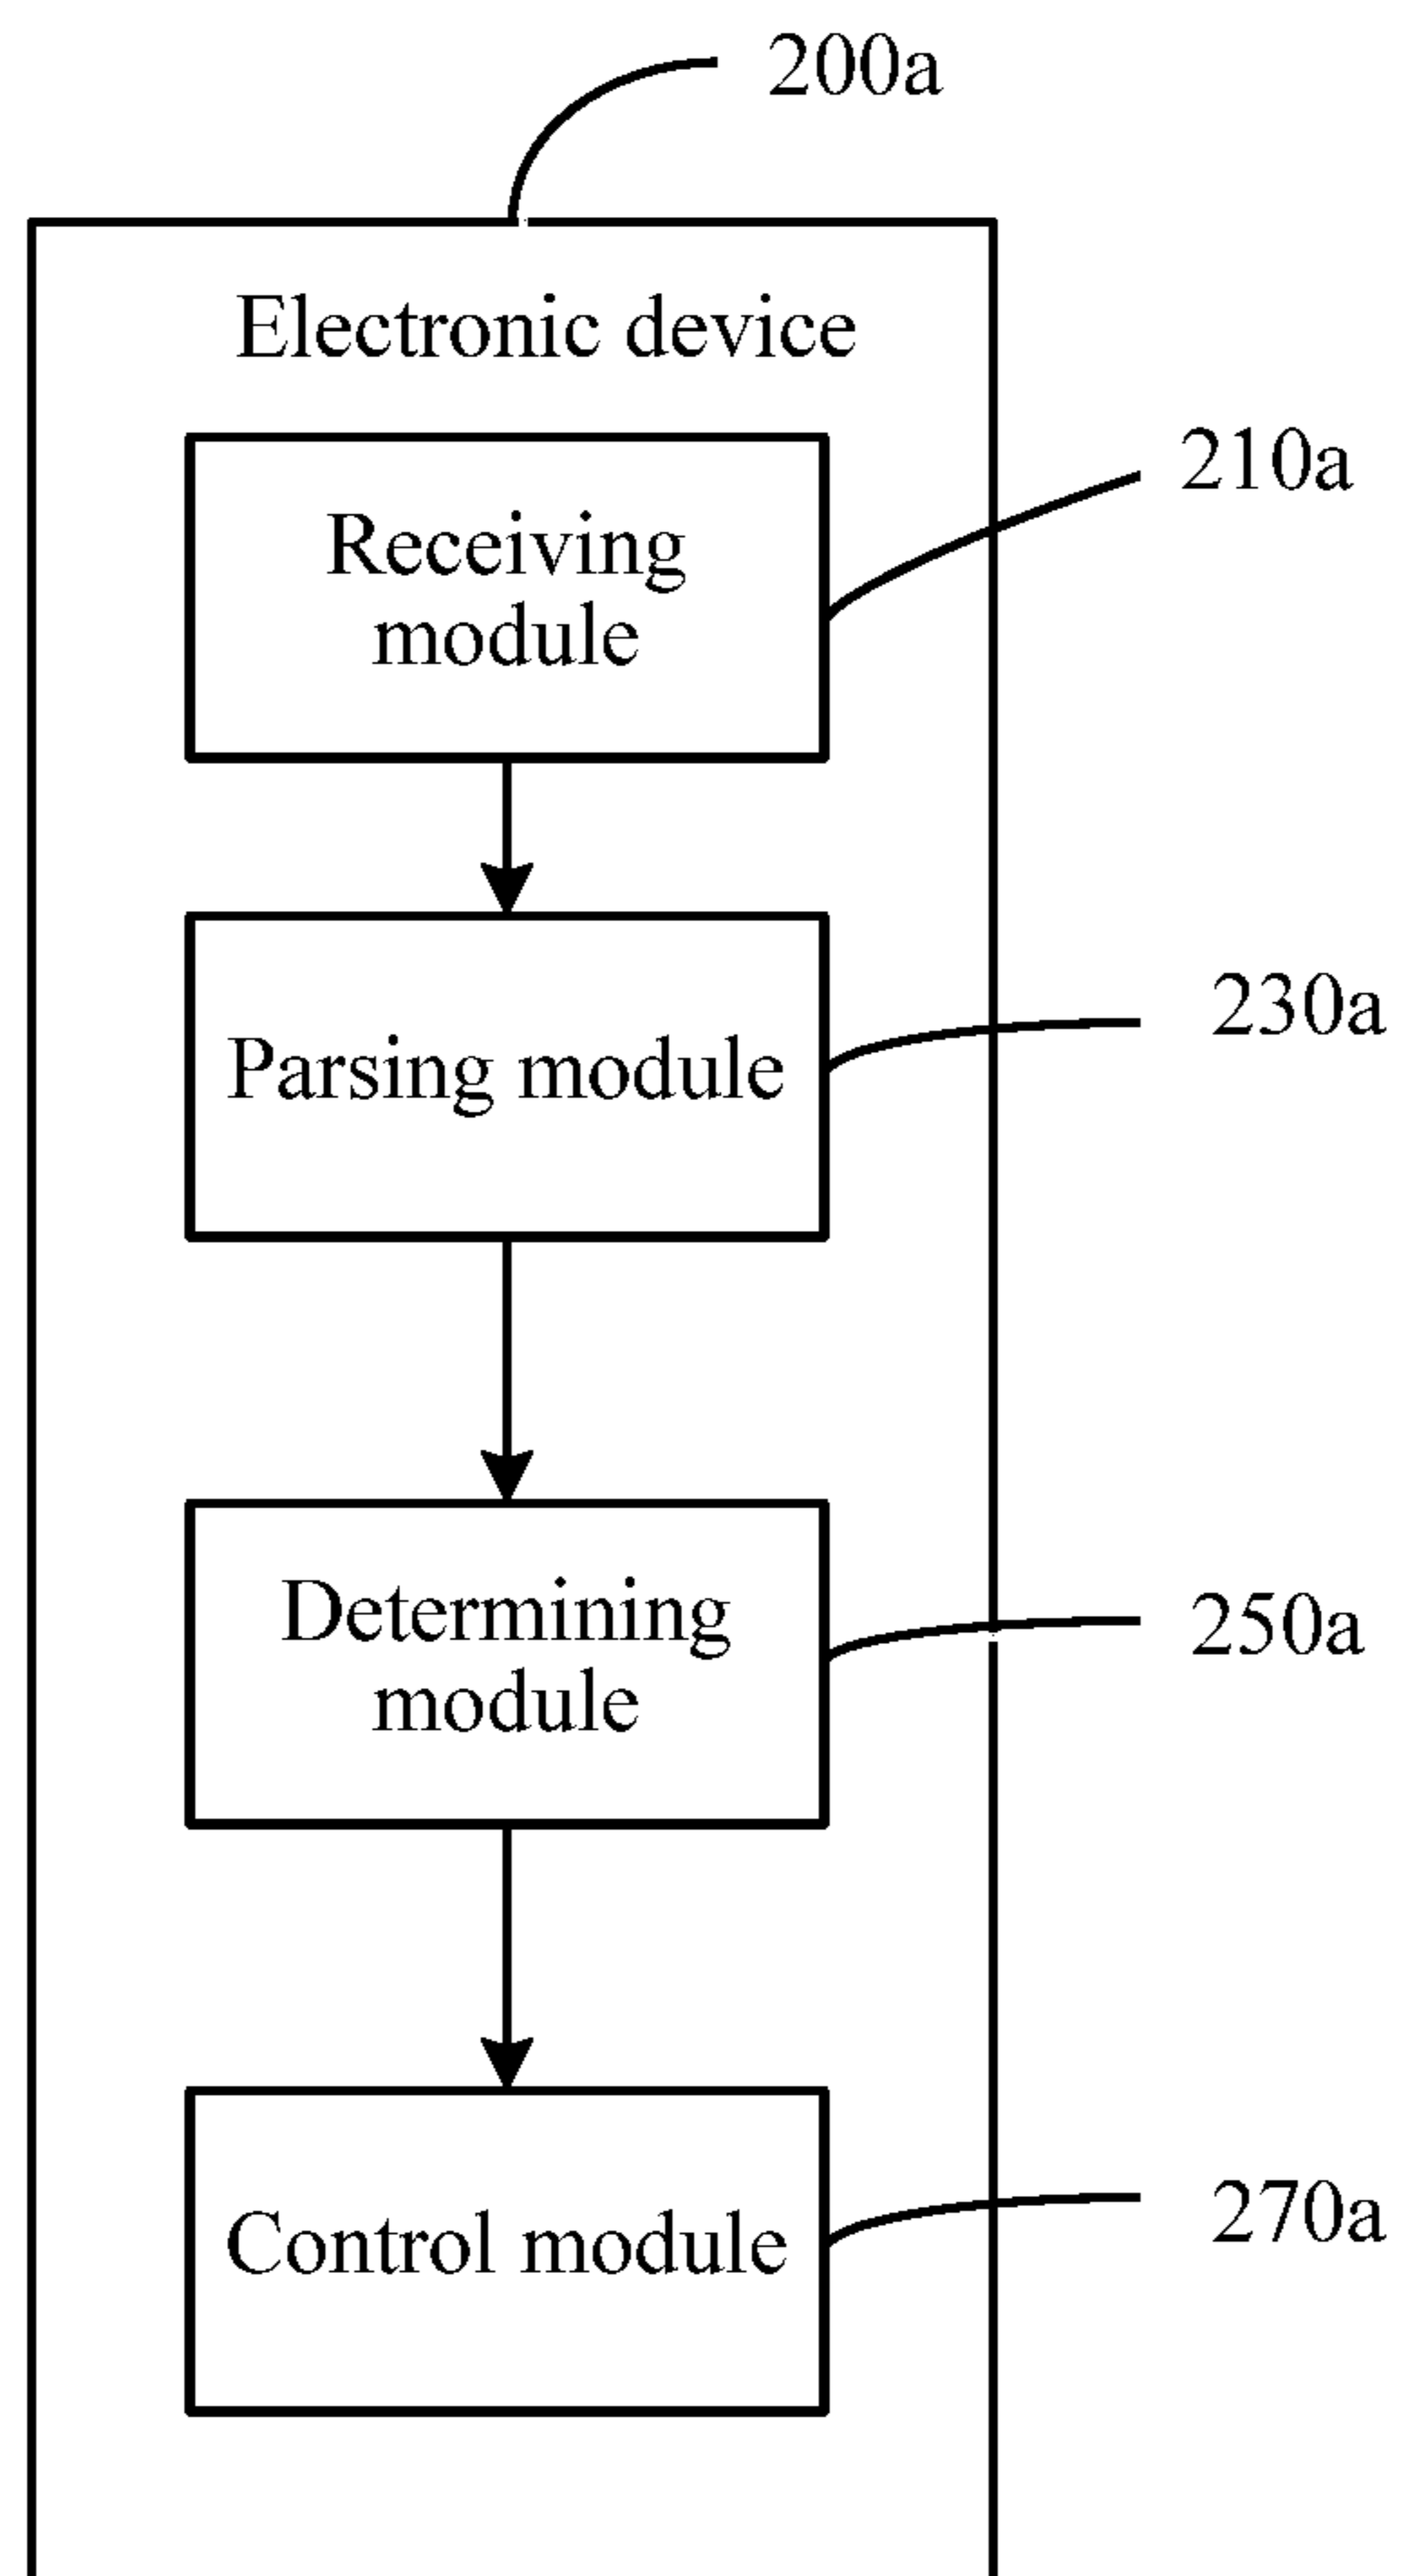 200a
Electronic device
210a
Receiving
module
230a
Parsing module
250a
Determining
module
270a
Control module